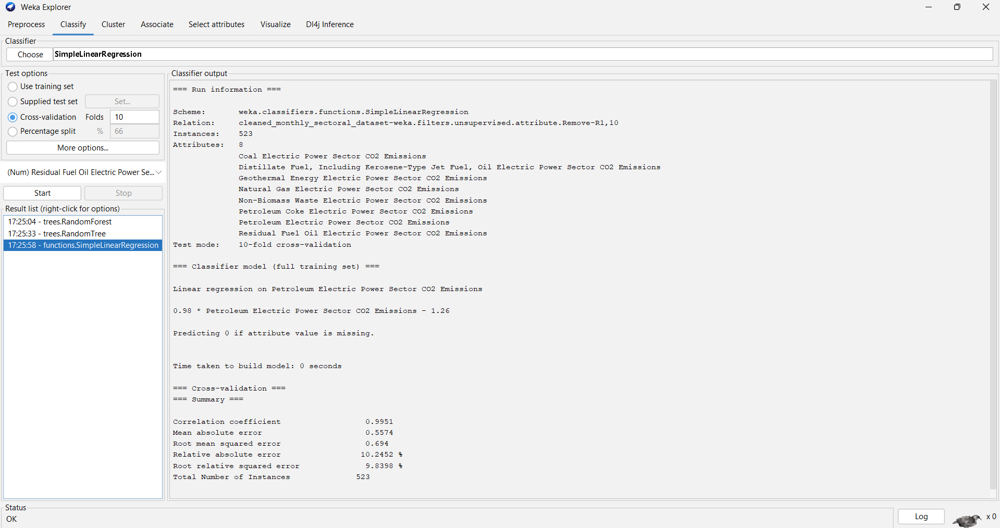 Weka Explorer
Preprocess Classify Cluster Associate Select attributes Visualize Dl4j Inference
Classifier
Choose SimpleLinearRegression
Test options
Use training set
Supplied test set Set...
Cross-validation Folds 10
Percentage split % 66
More options...
(Num) Residual Fuel Oil Electric Power Se...
Start Stop
Result list (right-click for options)
17:25:04 - trees.RandomForest
17:25:33 - trees.RandomTree
17:25:58 - functions.SimpleLinearRegression
Classifier output
=== Run information ===
Scheme: weka.classifiers.functions.SimpleLinearRegression
Relation: cleaned_monthly_sectoral_dataset-weka.filters.unsupervised.attribute.Remove-R1,10
Instances: 523
Attributes: 8
Coal Electric Power Sector CO2 Emissions
Distillate Fuel, Including Kerosene-Type Jet Fuel, Oil Electric Power Sector CO2 Emissions
Geothermal Energy Electric Power Sector CO2 Emissions
Natural Gas Electric Power Sector CO2 Emissions
Non-Biomass Waste Electric Power Sector CO2 Emissions
Petroleum Coke Electric Power Sector CO2 Emissions
Petroleum Electric Power Sector CO2 Emissions
Residual Fuel Oil Electric Power Sector CO2 Emissions
Test mode: 10-fold cross-validation
=== Classifier model (full training set) ===
Linear regression on Petroleum Electric Power Sector CO2 Emissions
0.98 * Petroleum Electric Power Sector CO2 Emissions - 1.26
Predicting 0 if attribute value is missing.
Time taken to build model: 0 seconds
=== Cross-validation ===
=== Summary ===
Correlation coefficient 0.9951
Mean absolute error 0.5574
Root mean squared error 0.694
Relative absolute error 10.2452 %
Root relative squared error 9.8398 %
Total Number of Instances 523
Status
OK
Log x 0